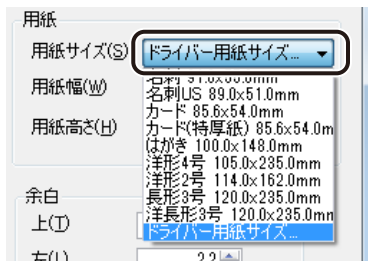 用紙
用紙サイズ(S) ドライバー用紙サイズ...
用紙幅(W)
名刺US 89.0x51.0mm
カード 85.6x54.0mm
用紙高さ(H)
カード(特厚紙) 85.6x54.0m
はがき 100.0x148.0mm
洋形4号 105.0x235.0mm
洋形2号 114.0x162.0mm
長形3号 120.0x235.0mm
洋長形3号 120.0x235.0mm
ドライバー用紙サイズ...
余白
上(T)
左(L) 2.2